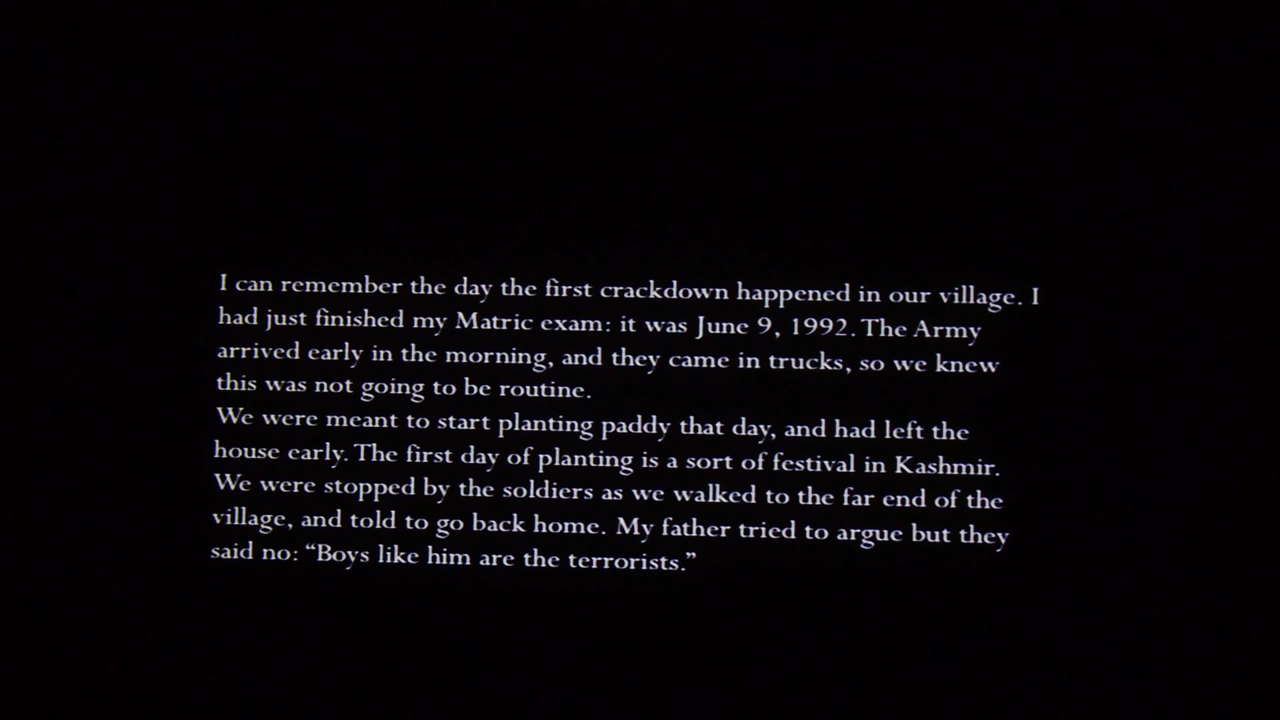 I can remember the day the first crackdown happened in our village. I
had just finished my Matric exam: it was June 9, 1992. The Army
arrived early in the morning, and they came in trucks, so we knew
this was not going to be routine.
We were meant to start planting paddy that day, and had left the
house early. The first day of planting is a sort of festival in Kashmir.
We were stopped by the soldiers as we walked to the far end of the
village, and told to go back home. My father tried to argue but they
said no: “Boys like him are the terrorists.”